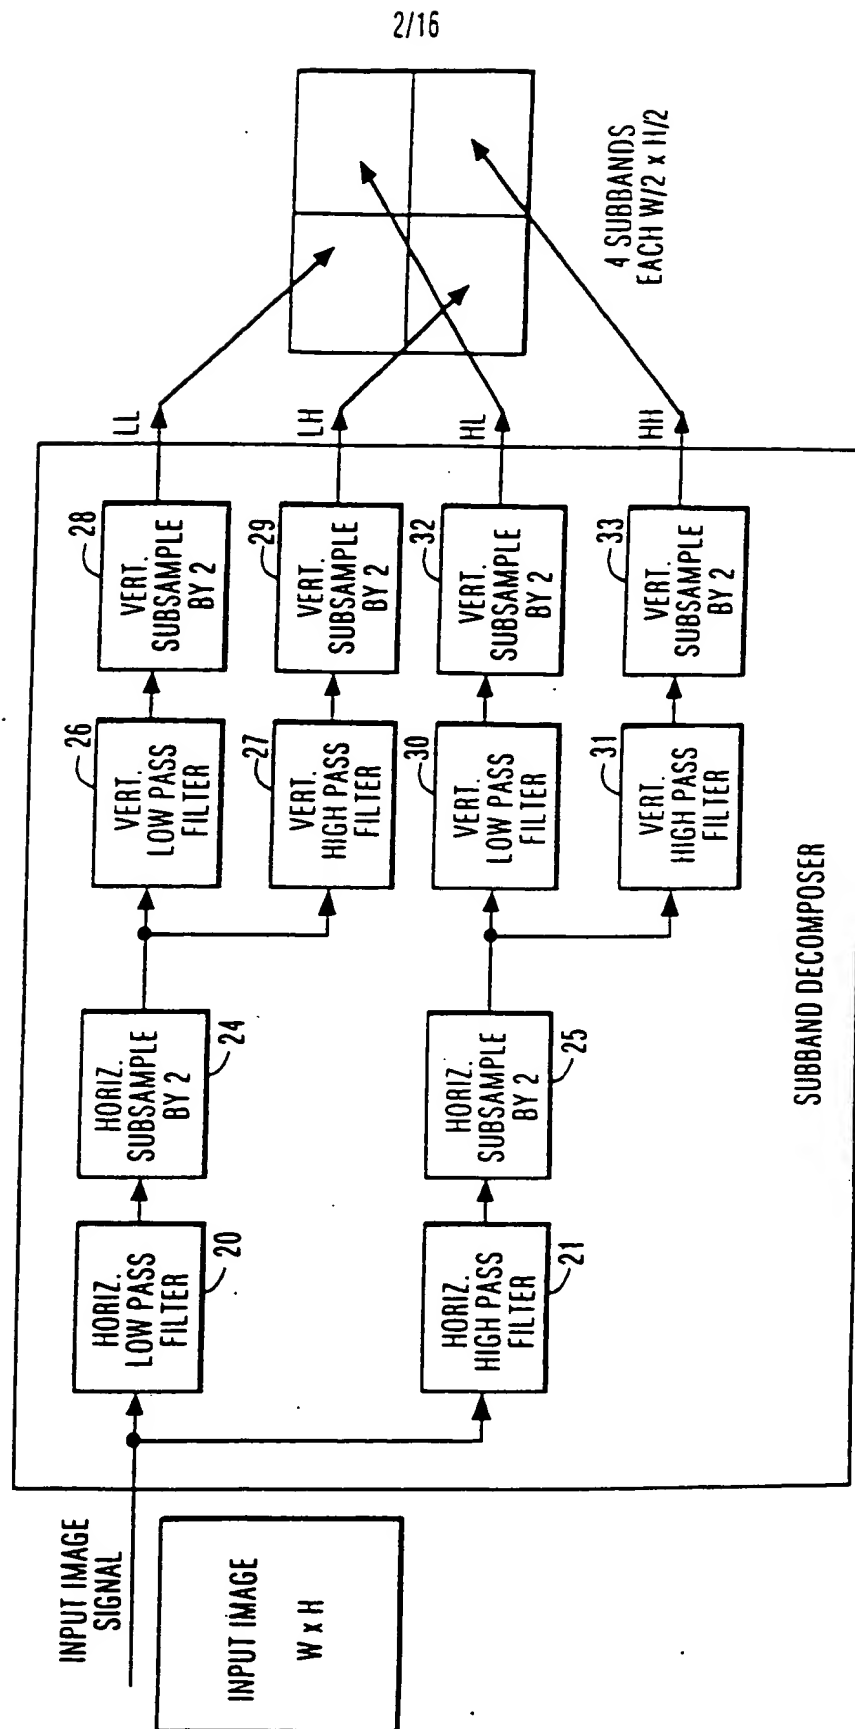 2/16
INPUT IMAGE
SIGNAL
INPUT IMAGE
W x H
HORIZ.
LOW PASS
FILTER
20
HORIZ.
SUBSAMPLE
BY 2
24
VERT.
LOW PASS
FILTER
26
VERT.
SUBSAMPLE
BY 2
28
LL
VERT.
HIGH PASS
FILTER
27
VERT.
SUBSAMPLE
BY 2
29
LH
HORIZ.
HIGH PASS
FILTER
21
HORIZ.
SUBSAMPLE
BY 2
25
VERT.
LOW PASS
FILTER
30
VERT.
SUBSAMPLE
BY 2
32
HL
VERT.
HIGH PASS
FILTER
31
VERT.
SUBSAMPLE
BY 2
33
HH
4 SUBBANDS
EACH W/2 x H/2
SUBBAND DECOMPOSER